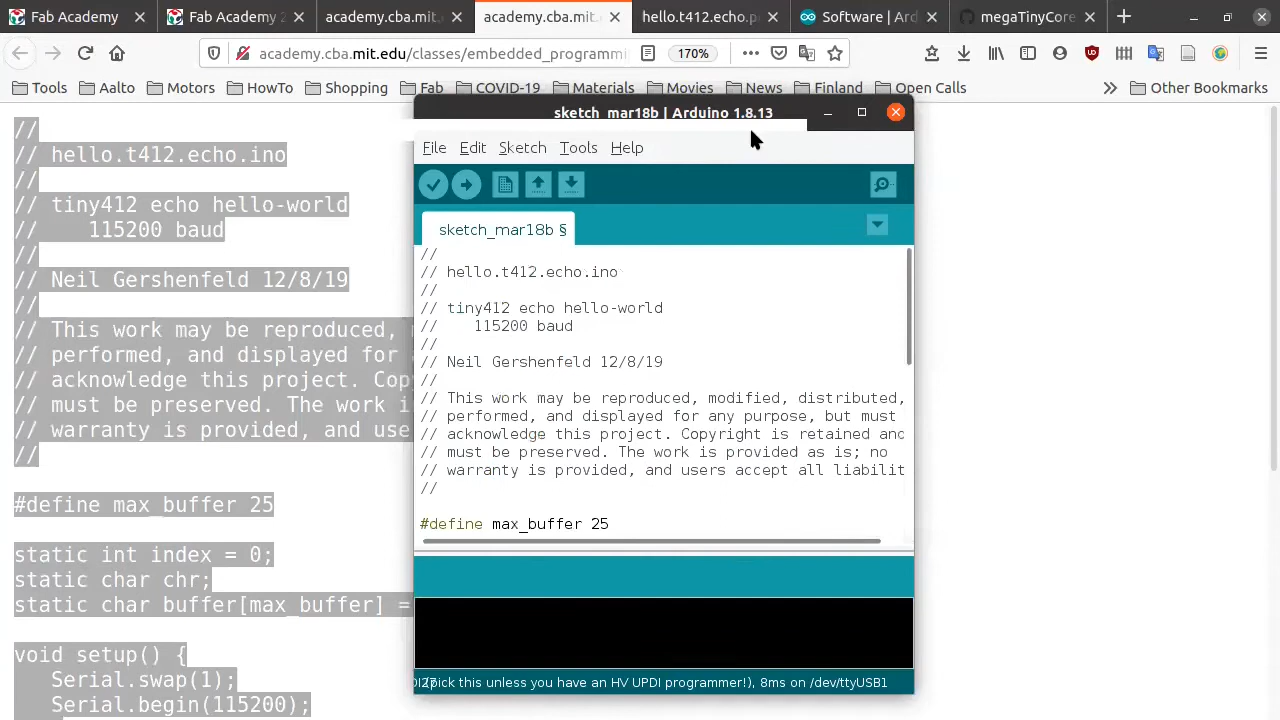 Fab Academy
Fab Academy 2
academy.cba.mit.
academy.cba.mit.
hello.t412.echo.p
Software | Ard
megaTinyCore
academy.cba.mit.edu/classes/embedded_programmi
170%
Tools
Aalto
Motors
HowTo
Shopping
Fab
COVID-19
Materials
Movies
News
Finland
Other Bookmarks
//
// hello.t412.echo.ino
//
// tiny412 echo hello-world
// 115200 baud
//
// Neil Gershenfeld 12/8/19
//
// This work may be reproduced,
// performed, and displayed for
// acknowledge this project. Cop
// must be preserved. The work i
// warranty is provided, and use
//
#define max_buffer 25
static int index = 0;
static char chr;
static char buffer[max_buffer] =
void setup() {
Serial.swap(1);
Serial.begin(115200);
sketch_mar18b | Arduino 1.8.13
File Edit Sketch Tools Help
sketch_mar18b §
//
// hello.t412.echo.ino
//
// tiny412 echo hello-world
// 115200 baud
//
// Neil Gershenfeld 12/8/19
//
// This work may be reproduced, modified, distributed,
// performed, and displayed for any purpose, but must
// acknowledge this project. Copyright is retained and
// must be preserved. The work is provided as is; no
// warranty is provided, and users accept all liabilit
//
#define max_buffer 25
(pick this unless you have an HV UPDI programmer!), 8ms on /dev/ttyUSB1